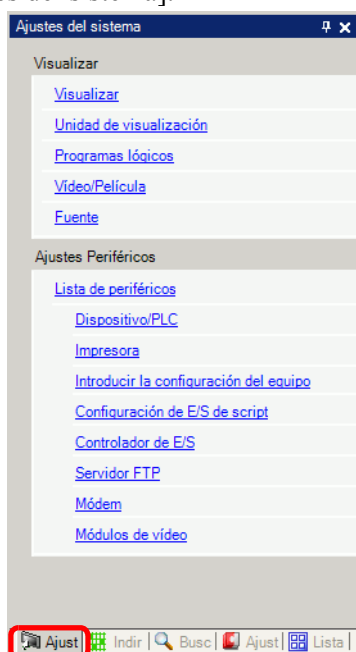 Ajustes del sistema
Visualizar
Visualizar
Unidad de visualización
Programas lógicos
Vídeo/Película
Fuente
Ajustes Periféricos
Lista de periféricos
Dispositivo/PLC
Impresora
Introducir la configuración del equipo
Configuración de E/S de script
Controlador de E/S
Servidor FTP
Módem
Módulos de vídeo
Ajust Indir Busc Ajust Lista